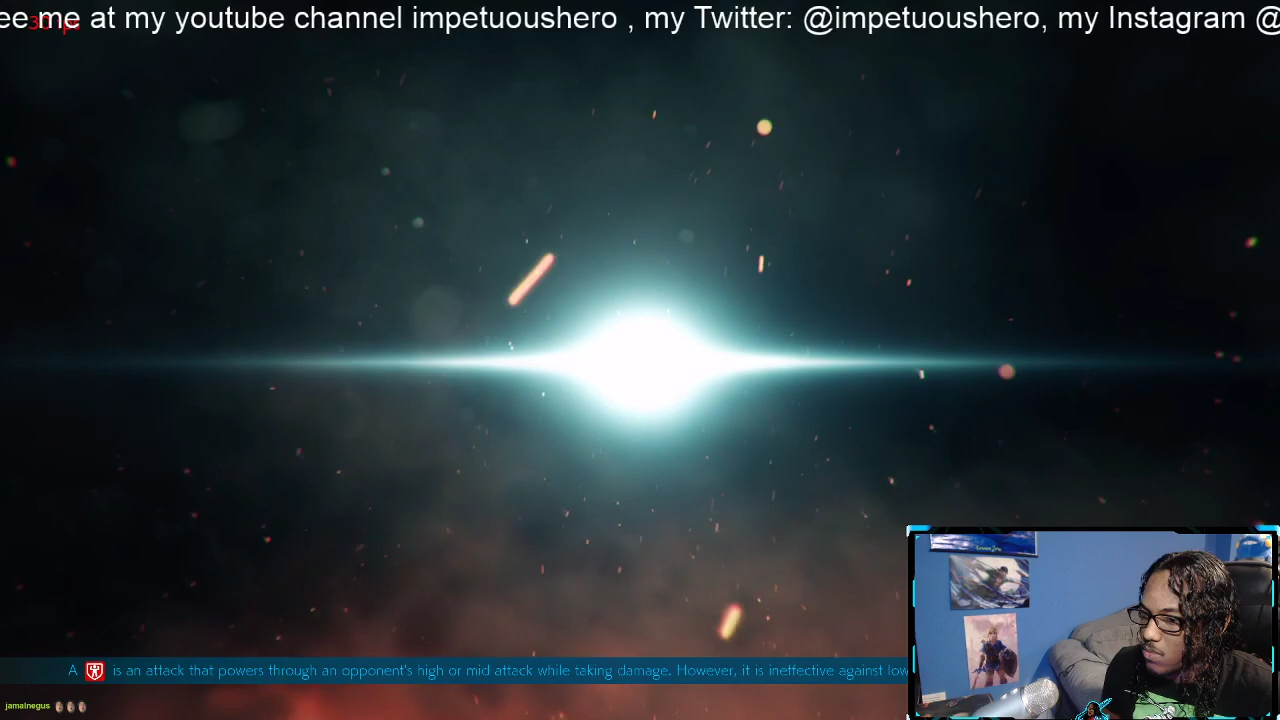 ee me at my youtube channel impetuoushero , my Twitter: @impetuoushero, my Instagram @
A is an attack that powers through an opponent's high or mid attack while taking damage. However, it is ineffective against low
jamalnegus